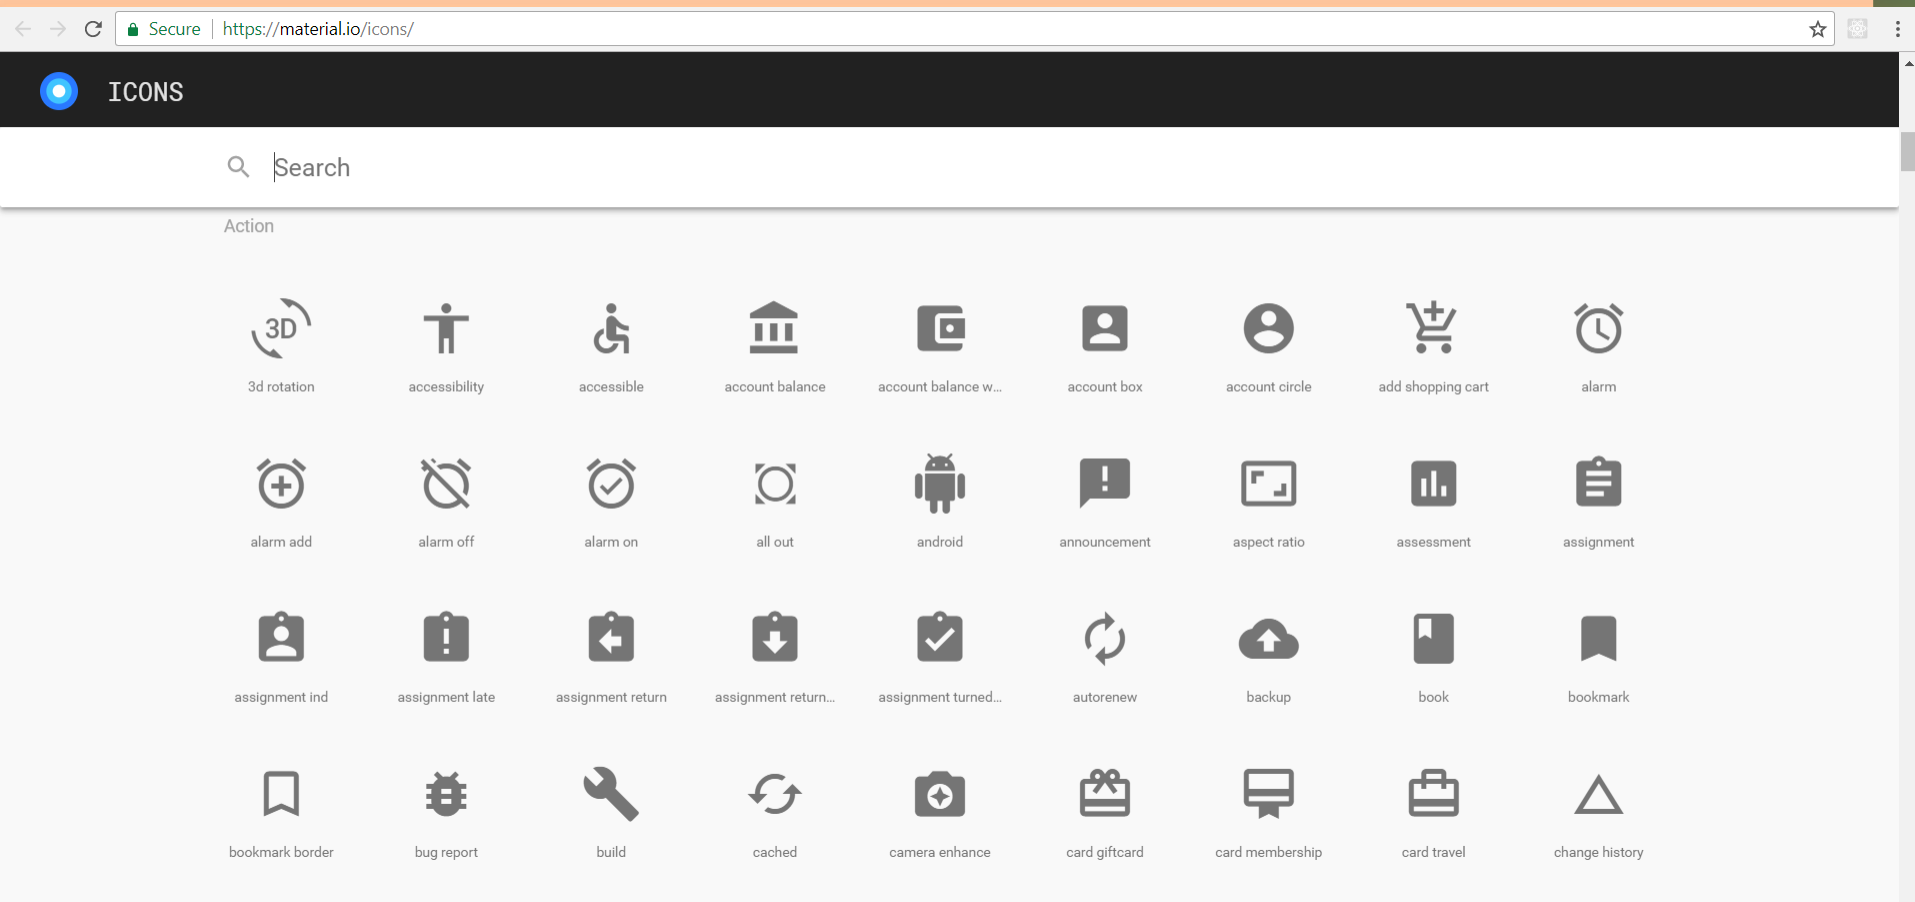 Secure https://material.io/icons/
ICONS
Search
Action
3D
3d rotation accessibility accessible account balance account balance w... account box account circle add shopping cart alarm
alarm add alarm off alarm on all out android announcement aspect ratio assessment assignment
assignment ind assignment late assignment return assignment return... assignment turned... autorenew backup book bookmark
bookmark border bug report build cached camera enhance card giftcard card membership card travel change history